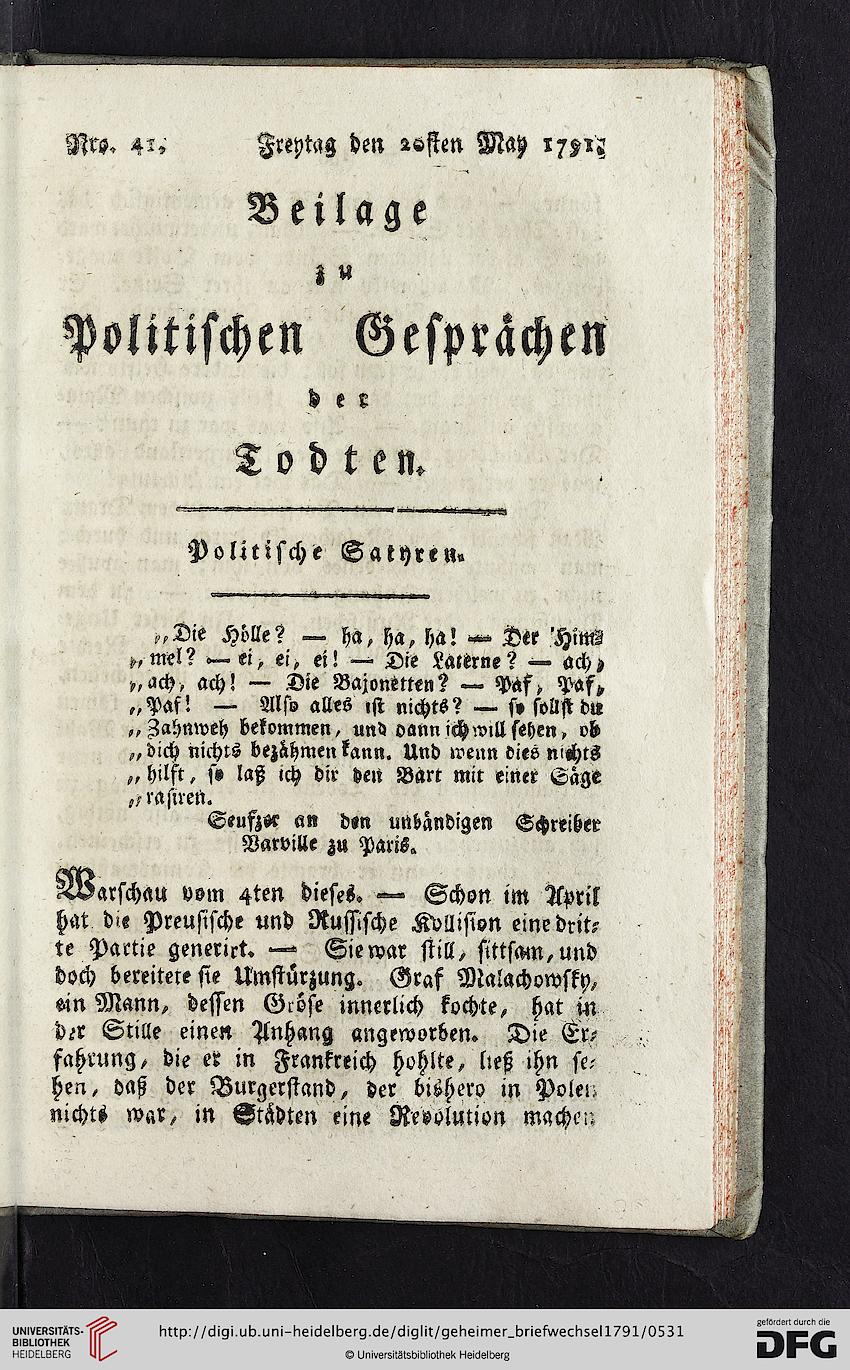 Nro. 41.
Freytag den 20sten May 1791.
Beilage
zu
Politischen Gesprächen
der
Todten.
Politische Satyren.
„Die Hölle? — ha, ha, ha! — Der Him-
„mel? — ei, ei, ei! — Die Laterne? — ach,
„ach, ach! — Die Bajonetten? — Paf, Paf,
„Paf! — Also alles ist nichts? — so sollst du
„Zahnweh bekommen, und dann ich will sehen, ob
„dich nichts bezähmen kann. Und wenn dies nichts
„hilft, so laß ich dir den Bart mit einer Säge
„rasiren.
Seufzer an den unbändigen Schreiber
Varville zu Paris.
Warschau vom 4ten dieses. — Schon im April
hat die Preusische und Russische Kollision eine drit-
te Partie generirt. — Sie war still, sittsam, und
doch bereitete sie Umstürzung. Graf Malachowsky,
ein Mann, dessen Gröse innerlich kochte, hat in
der Stille einen Anhang angeworben. Die Er-
fahrung, die er in Frankreich hohlte, ließ ihn se-
hen, daß der Burgerstand, der bishero in Polen
nichts war, in Städten eine Revolution machen
UNIVERSITÄTS-
BIBLIOTHEK
HEIDELBERG
http://digi.ub.uni-heidelberg.de/diglit/geheimer_briefwechsel1791/0531
© Universitätsbibliothek Heidelberg
gefördert durch die
DFG